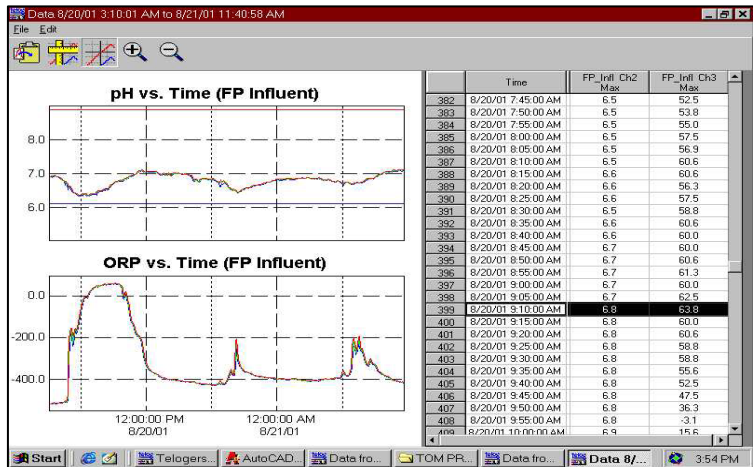 Data 8/20/01 3:10:01 AM to 8/21/01 11:40:58 AM
File Edit
pH vs. Time (FP Influent)
8.0
7.0
6.0
ORP vs. Time (FP Influent)
0.0
-200.0
-400.0
12:00:00 PM 12:00:00 AM
8/20/01 8/21/01
Time FP_Infl Ch2 Max FP_Infl Ch3 Max
382 8/20/01 7:45:00 AM 6.5 52.5
383 8/20/01 7:50:00 AM 6.5 53.8
384 8/20/01 7:55:00 AM 6.5 55.0
385 8/20/01 8:00:00 AM 6.5 57.5
386 8/20/01 8:05:00 AM 6.5 56.9
387 8/20/01 8:10:00 AM 6.5 60.6
388 8/20/01 8:15:00 AM 6.6 60.6
389 8/20/01 8:20:00 AM 6.6 56.3
390 8/20/01 8:25:00 AM 6.6 57.5
391 8/20/01 8:30:00 AM 6.5 58.8
392 8/20/01 8:35:00 AM 6.6 60.6
393 8/20/01 8:40:00 AM 6.6 60.0
394 8/20/01 8:45:00 AM 6.7 60.0
395 8/20/01 8:50:00 AM 6.7 60.6
396 8/20/01 8:55:00 AM 6.7 61.3
397 8/20/01 9:00:00 AM 6.7 60.0
398 8/20/01 9:05:00 AM 6.7 62.5
399 8/20/01 9:10:00 AM 6.8 63.8
400 8/20/01 9:15:00 AM 6.8 60.0
401 8/20/01 9:20:00 AM 6.8 60.6
402 8/20/01 9:25:00 AM 6.8 58.8
403 8/20/01 9:30:00 AM 6.8 58.8
404 8/20/01 9:35:00 AM 6.8 55.6
405 8/20/01 9:40:00 AM 6.8 52.5
406 8/20/01 9:45:00 AM 6.8 47.5
407 8/20/01 9:50:00 AM 6.8 36.3
408 8/20/01 9:55:00 AM 6.8 -3.1
409 8/20/01 10:00:00 AM 6.9 15.6
Start Telogers... AutoCAD... Data fro... TOM PR... Data fro... Data 8/... 3:54 PM